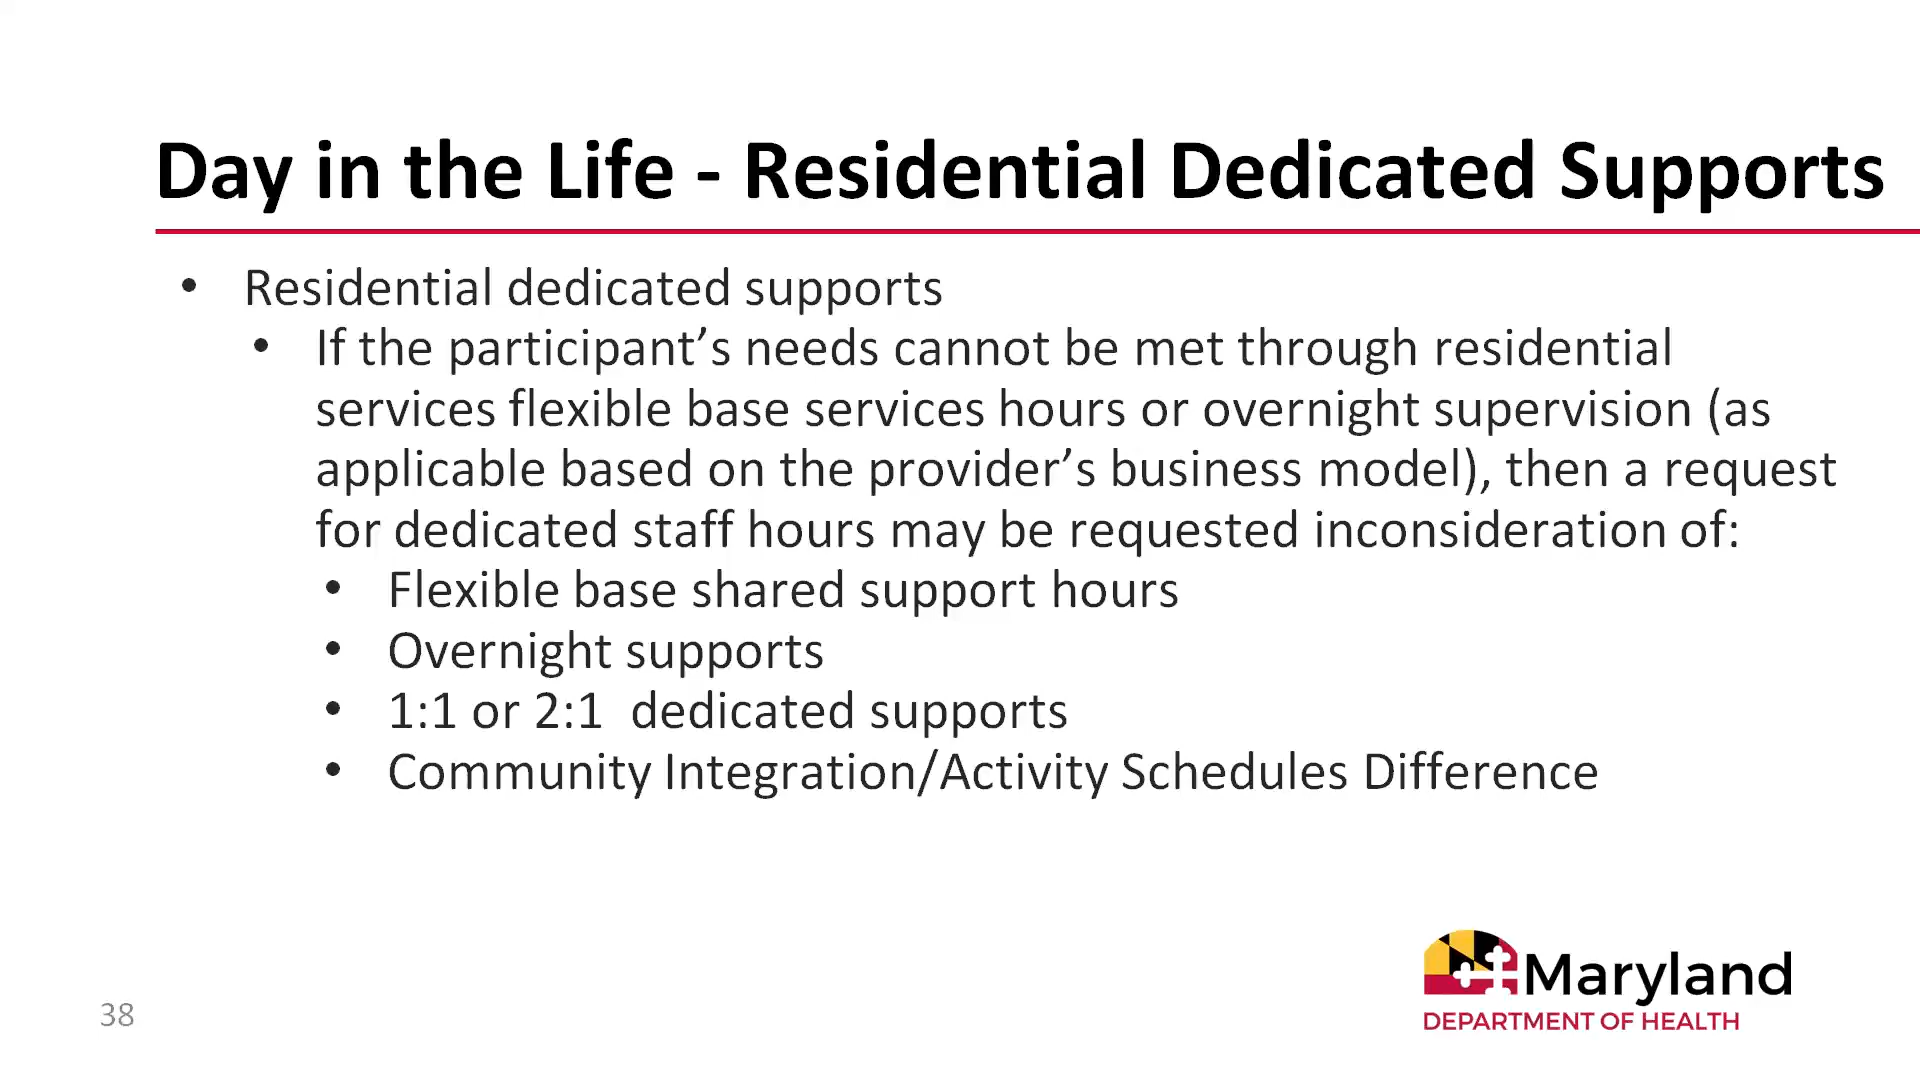 Day in the Life - Residential Dedicated Supports
• Residential dedicated supports
• If the participant’s needs cannot be met through residential
services flexible base services hours or overnight supervision (as
applicable based on the provider’s business model), then a request
for dedicated staff hours may be requested inconsideration of:
• Flexible base shared support hours
• Overnight supports
• 1:1 or 2:1  dedicated supports
• Community Integration/Activity Schedules Difference
Maryland
DEPARTMENT OF HEALTH
38